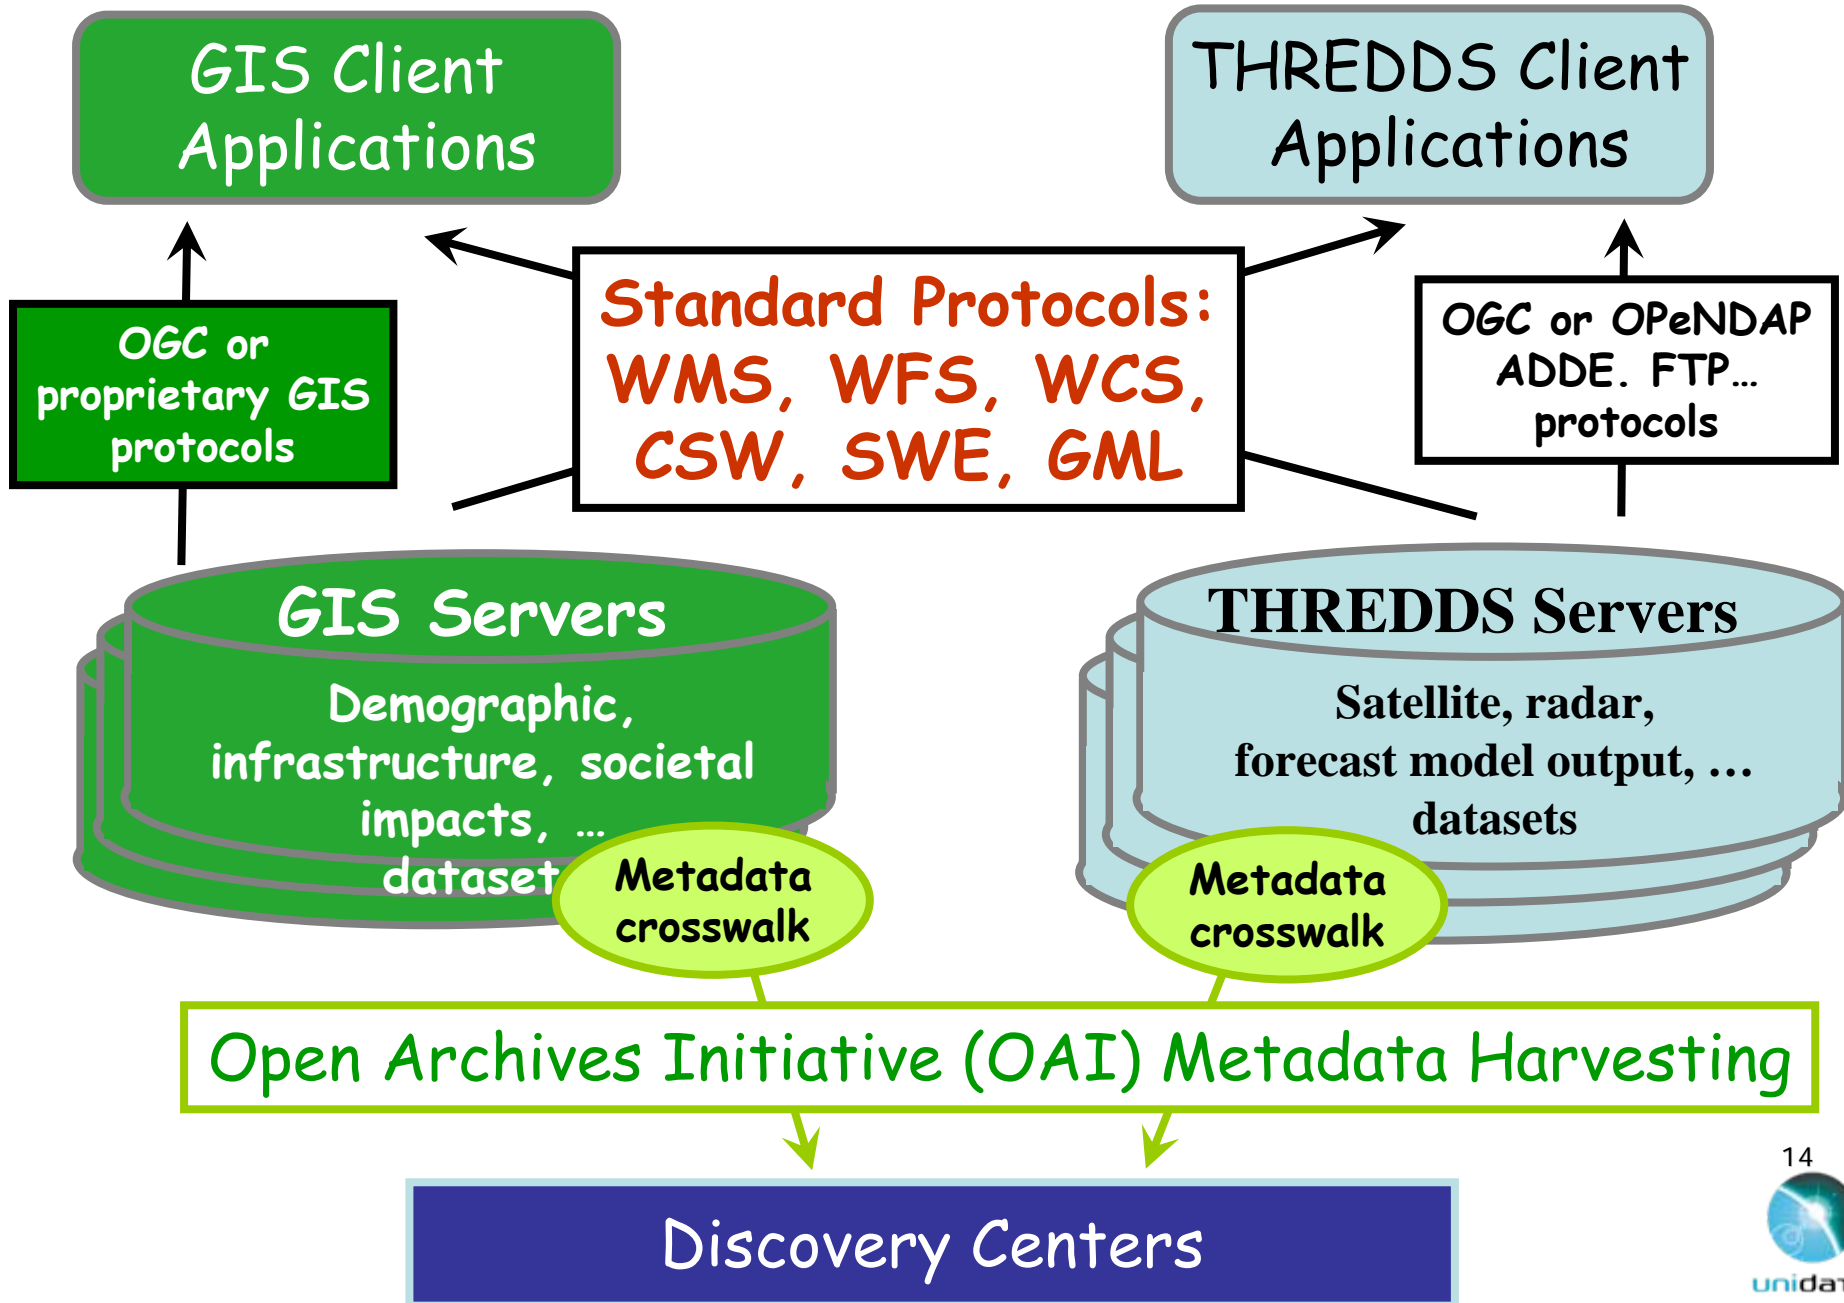 GIS Client
Applications
THREDDS Client
Applications
Standard Protocols:
WMS, WFS, WCS,
CSW, SWE, GML
OGC or
proprietary GIS
protocols
OGC or OPeNDAP
ADDE. FTP…
protocols
GIS Servers
Demographic,
infrastructure, societal
impacts, …
dataset
THREDDS Servers
Satellite, radar,
forecast model output, …
datasets
Metadata
crosswalk
Metadata
crosswalk
Open Archives Initiative (OAI) Metadata Harvesting
Discovery Centers
14
unidat